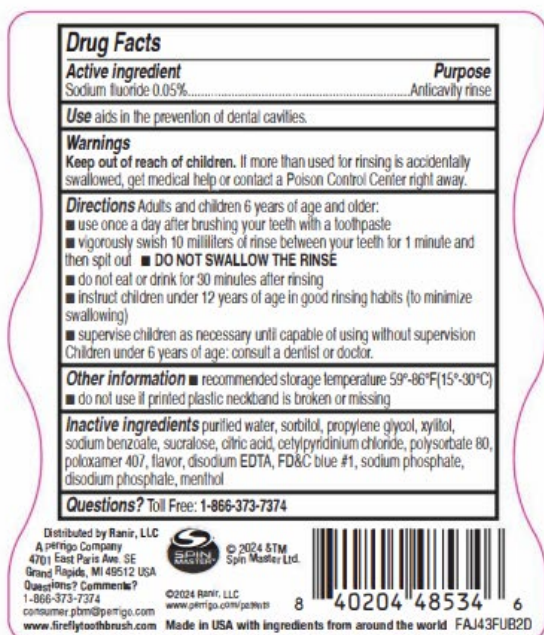 Drug Facts
Active ingredient Purpose
Sodium fluoride 0.05%....................................................Anticavity rinse
Use aids in the prevention of dental cavities.
Warnings
Keep out of reach of children. If more than used for rinsing is accidentally
swallowed, get medical help or contact a Poison Control Center right away.
Directions Adults and children 6 years of age and older:
■ use once a day after brushing your teeth with a toothpaste
■ vigorously swish 10 milliliters of rinse between your teeth for 1 minute and
then spit out ■ DO NOT SWALLOW THE RINSE
■ do not eat or drink for 30 minutes after rinsing
■ instruct children under 12 years of age in good rinsing habits (to minimize
swallowing)
■ supervise children as necessary until capable of using without supervision
Children under 6 years of age: consult a dentist or doctor.
Other information ■ recommended storage temperature 59°-86°F(15°-30°C)
■ do not use if printed plastic neckband is broken or missing
Inactive ingredients purified water, sorbitol, propylene glycol, xylitol,
sodium benzoate, sucralose, citric acid, cetylpyridinium chloride, polysorbate 80,
poloxamer 407, flavor, disodium EDTA, FD&C blue #1, sodium phosphate,
disodium phosphate, menthol
Questions? Toll Free: 1-866-373-7374
Distributed by Ranir, LLC
A Perrigo Company
4701 East Paris Ave. SE
Grand Rapids, MI 49512 USA
Questions? Comments?
1-866-373-7374
consumer.pbm@perrigo.com
www.fireflytoothbrush.com
SPIN
MASTER
© 2024 STM
Spin Master Ltd.
©2024 Ranir, LLC
www.perrigo.com/patents
8 40204 48534 6
Made in USA with ingredients from around the world FAJ43FUB2D